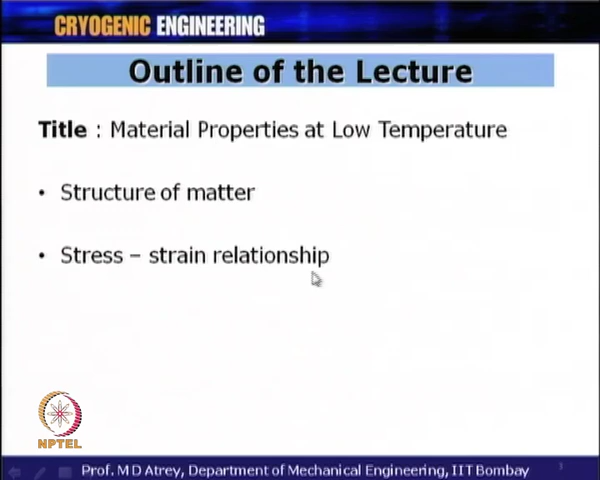 CRYOGENIC ENGINEERING
Outline of the Lecture
Title : Material Properties at Low Temperature
• Structure of matter
• Stress – strain relationship
NPTEL
Prof. M D Atrey, Department of Mechanical Engineering, IIT Bombay